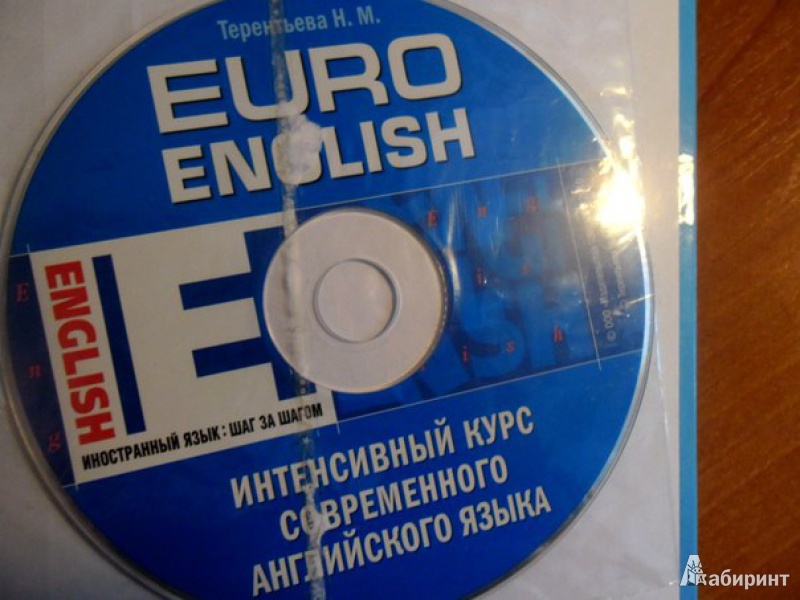 Терентьева Н. М.
EURO
ENGLISH
ENGLISH
E
ИНОСТРАННЫЙ ЯЗЫК: ШАГ ЗА ШАГОМ
ИНТЕНСИВНЫЙ КУРС
СОВРЕМЕННОГО
АНГЛИЙСКОГО ЯЗЫКА
Лабиринт